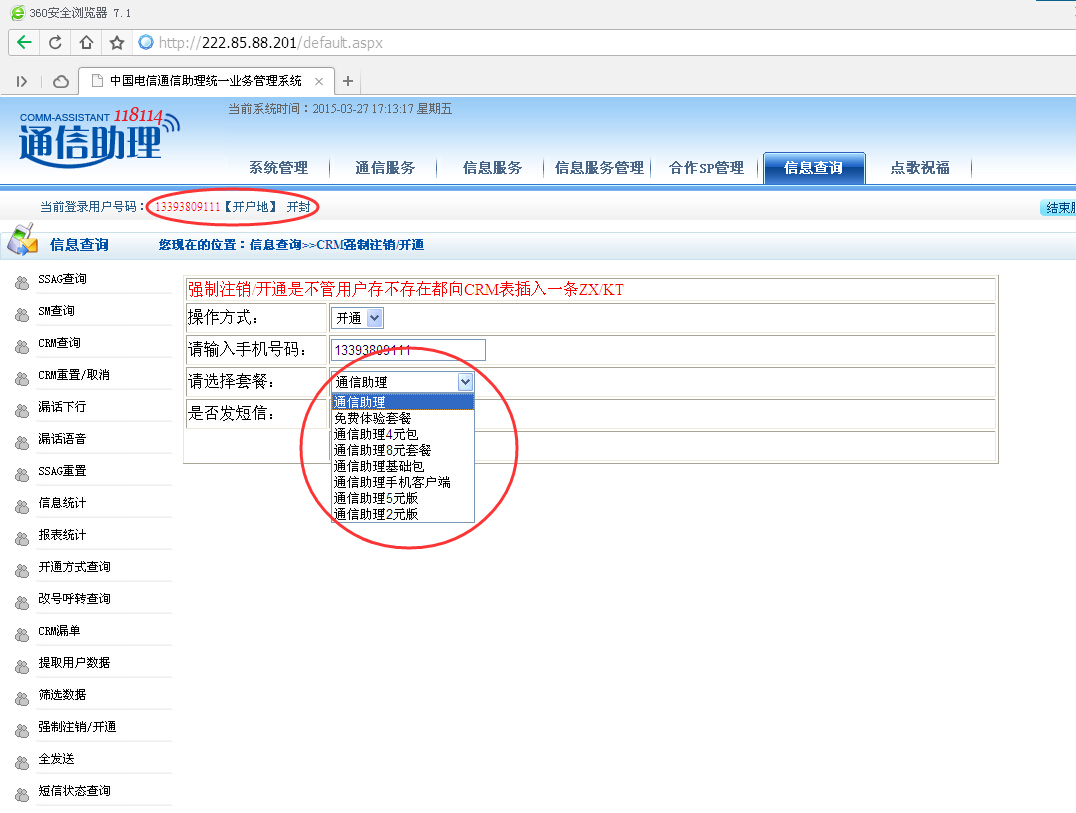 360安全浏览器 7.1
http://222.85.88.201/default.aspx
中国电信通信助理统一业务管理系统
COMM-ASSISTANT 118114
通信助理
当前系统时间：2015-03-27 17:13:17 星期五
系统管理 通信服务 信息服务 信息服务管理 合作SP管理 信息查询 点歌祝福
当前登录用户号码：13393809111【开户地】 开封
结束服
信息查询 您现在的位置：信息查询>>CRM强制注销/开通
SSAG查询
SM查询
CRM查询
CRM重置/取消
漏话下行
漏话语音
SSAG重置
信息统计
报表统计
开通方式查询
改号呼转查询
CRM漏单
提取用户数据
筛选数据
强制注销/开通
全发送
短信状态查询
强制注销/开通是不管用户存不存在都向CRM表插入一条ZX/KT
操作方式： 开通
请输入手机号码： 13393809111
请选择套餐： 通信助理
是否发短信：
通信助理
免费体验套餐
通信助理4元包
通信助理8元套餐
通信助理基础包
通信助理手机客户端
通信助理5元版
通信助理2元版